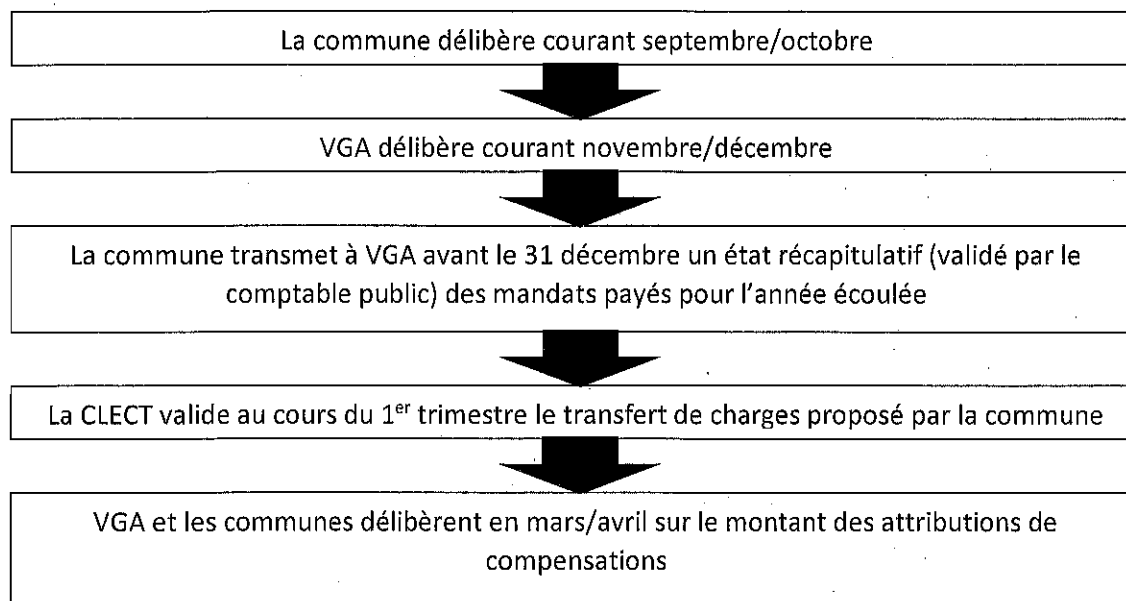 La commune délibère courant septembre/octobre
VGA délibère courant novembre/décembre
La commune transmet à VGA avant le 31 décembre un état récapitulatif (validé par le
comptable public) des mandats payés pour l'année écoulée
La CLECT valide au cours du 1er trimestre le transfert de charges proposé par la commune
VGA et les communes délibèrent en mars/avril sur le montant des attributions de
compensations